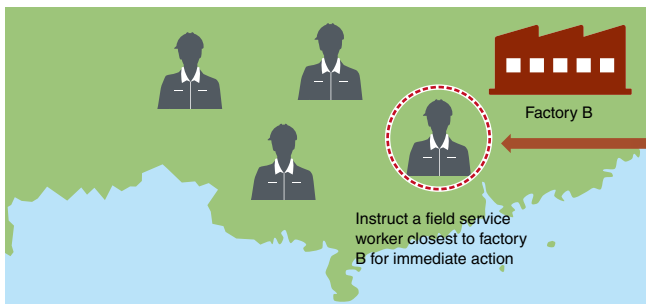 Factory B
Instruct a field service
worker closest to factory
B for immediate action